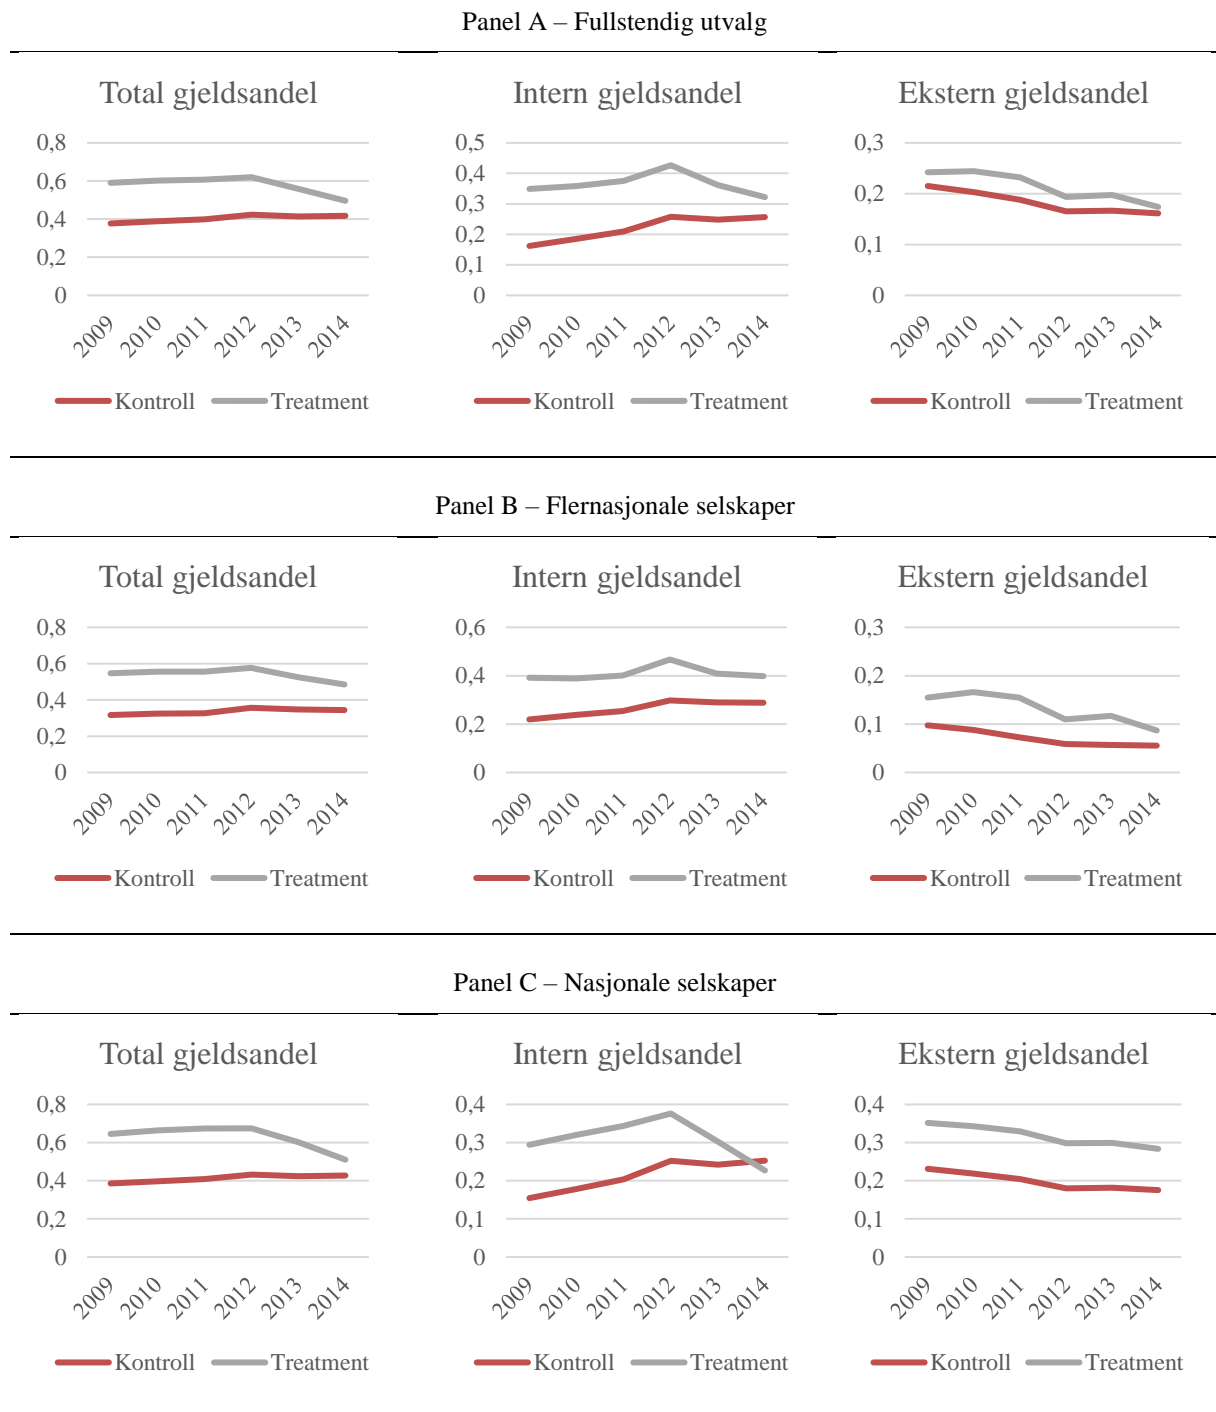 Panel A – Fullstendig utvalg
Total gjeldsandel
0,8
0,6
0,4
0,2
0
2009 2010 2011 2012 2013 2014
Kontroll Treatment
Intern gjeldsandel
0,5
0,4
0,3
0,2
0,1
0
2009 2010 2011 2012 2013 2014
Kontroll Treatment
Ekstern gjeldsandel
0,3
0,2
0,1
0
2009 2010 2011 2012 2013 2014
Kontroll Treatment
Panel B – Flernasjonale selskaper
Total gjeldsandel
0,8
0,6
0,4
0,2
0
2009 2010 2011 2012 2013 2014
Kontroll Treatment
Intern gjeldsandel
0,6
0,4
0,2
0
2009 2010 2011 2012 2013 2014
Kontroll Treatment
Ekstern gjeldsandel
0,3
0,2
0,1
0
2009 2010 2011 2012 2013 2014
Kontroll Treatment
Panel C – Nasjonale selskaper
Total gjeldsandel
0,8
0,6
0,4
0,2
0
2009 2010 2011 2012 2013 2014
Kontroll Treatment
Intern gjeldsandel
0,4
0,3
0,2
0,1
0
2009 2010 2011 2012 2013 2014
Kontroll Treatment
Ekstern gjeldsandel
0,4
0,3
0,2
0,1
0
2009 2010 2011 2012 2013 2014
Kontroll Treatment